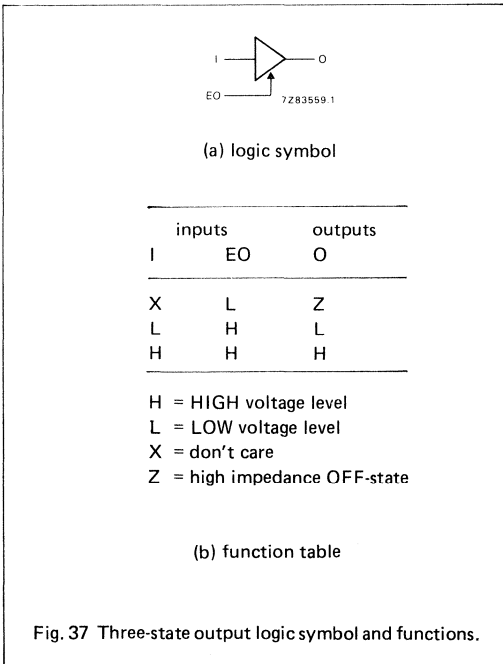 I O
EO 7Z83559.1
(a) logic symbol
inputs outputs
I EO O
X L Z
L H L
H H H
H = HIGH voltage level
L = LOW voltage level
X = don't care
Z = high impedance OFF-state
(b) function table
Fig. 37 Three-state output logic symbol and functions.